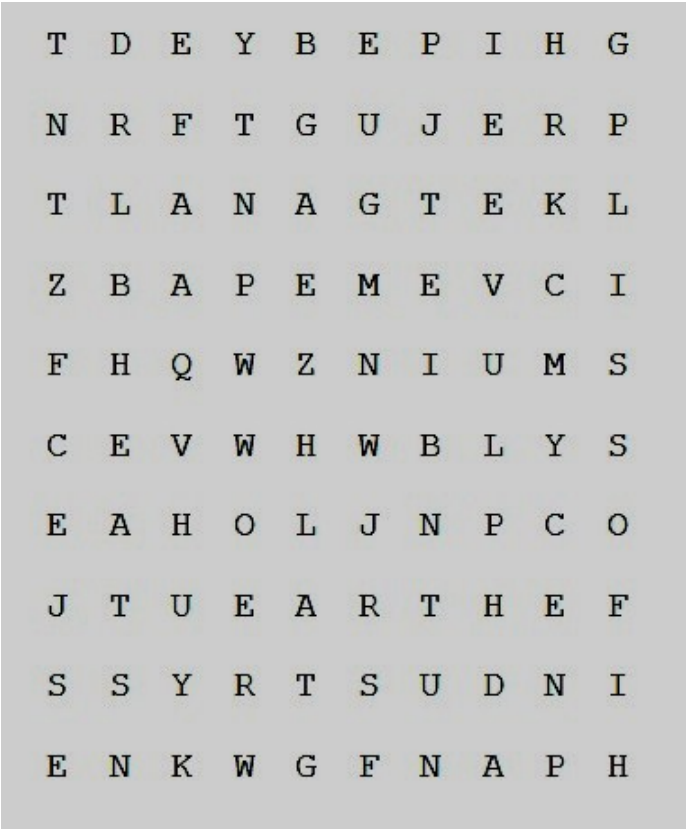 T D E Y B E P I H G
N R F T G U J E R P
T L A N A G T E K L
Z B A P E M E V C I
F H Q W Z N I U M S
C E V W H W B L Y S
E A H O L J N P C O
J T U E A R T H E F
S S Y R T S U D N I
E N K W G F N A P H